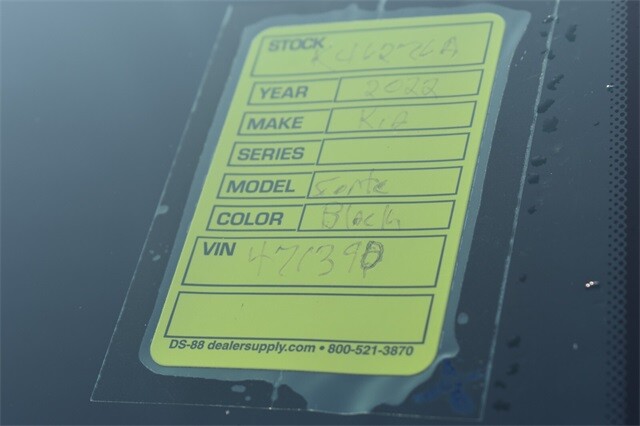 STOCK
YEAR 2022
MAKE Kia
SERIES
MODEL Forte
COLOR Black
VIN 471390
DS-88 dealersupply.com • 800-521-3870